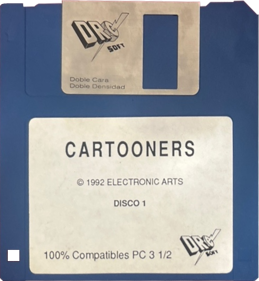 DRO
SOFT
Doble Cara
Doble Densidad
CARTOONERS
© 1992 ELECTRONIC ARTS
DISCO 1
DRO
SOFT
100% Compatibles PC 3 1/2